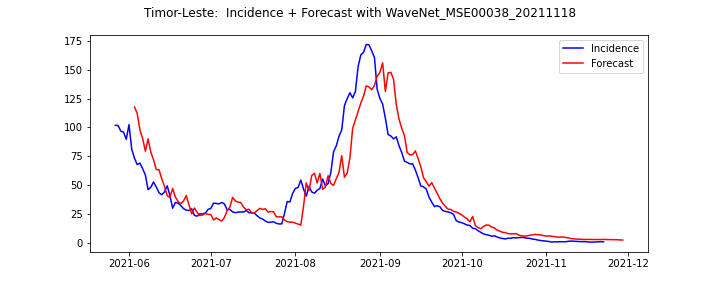 Timor-Leste:  Incidence + Forecast with WaveNet_MSE00038_20211118
Incidence
Forecast
175
150
125
100
75
50
25
0
2021-06 2021-07 2021-08 2021-09 2021-10 2021-11 2021-12